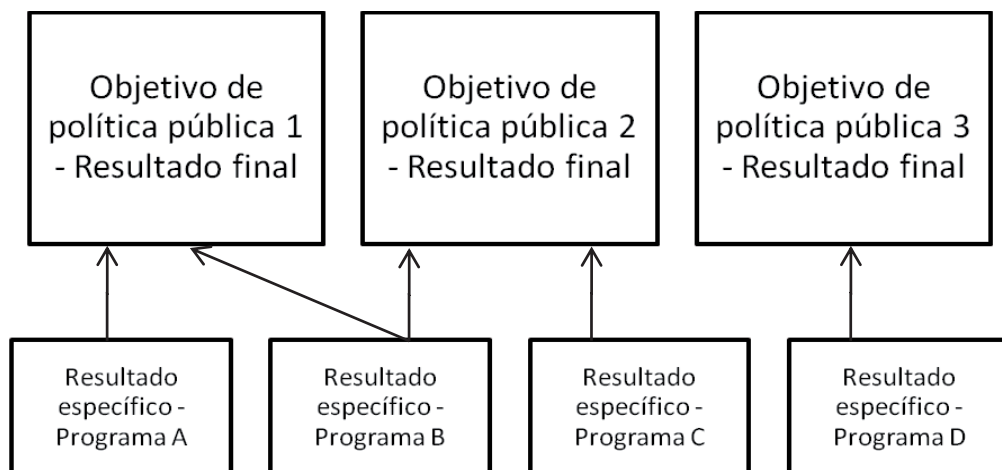 Objetivo de
política pública 1
- Resultado final
Objetivo de
política pública 2
- Resultado final
Objetivo de
política pública 3
- Resultado final
Resultado
específico -
Programa A
Resultado
específico -
Programa B
Resultado
específico -
Programa C
Resultado
específico -
Programa D